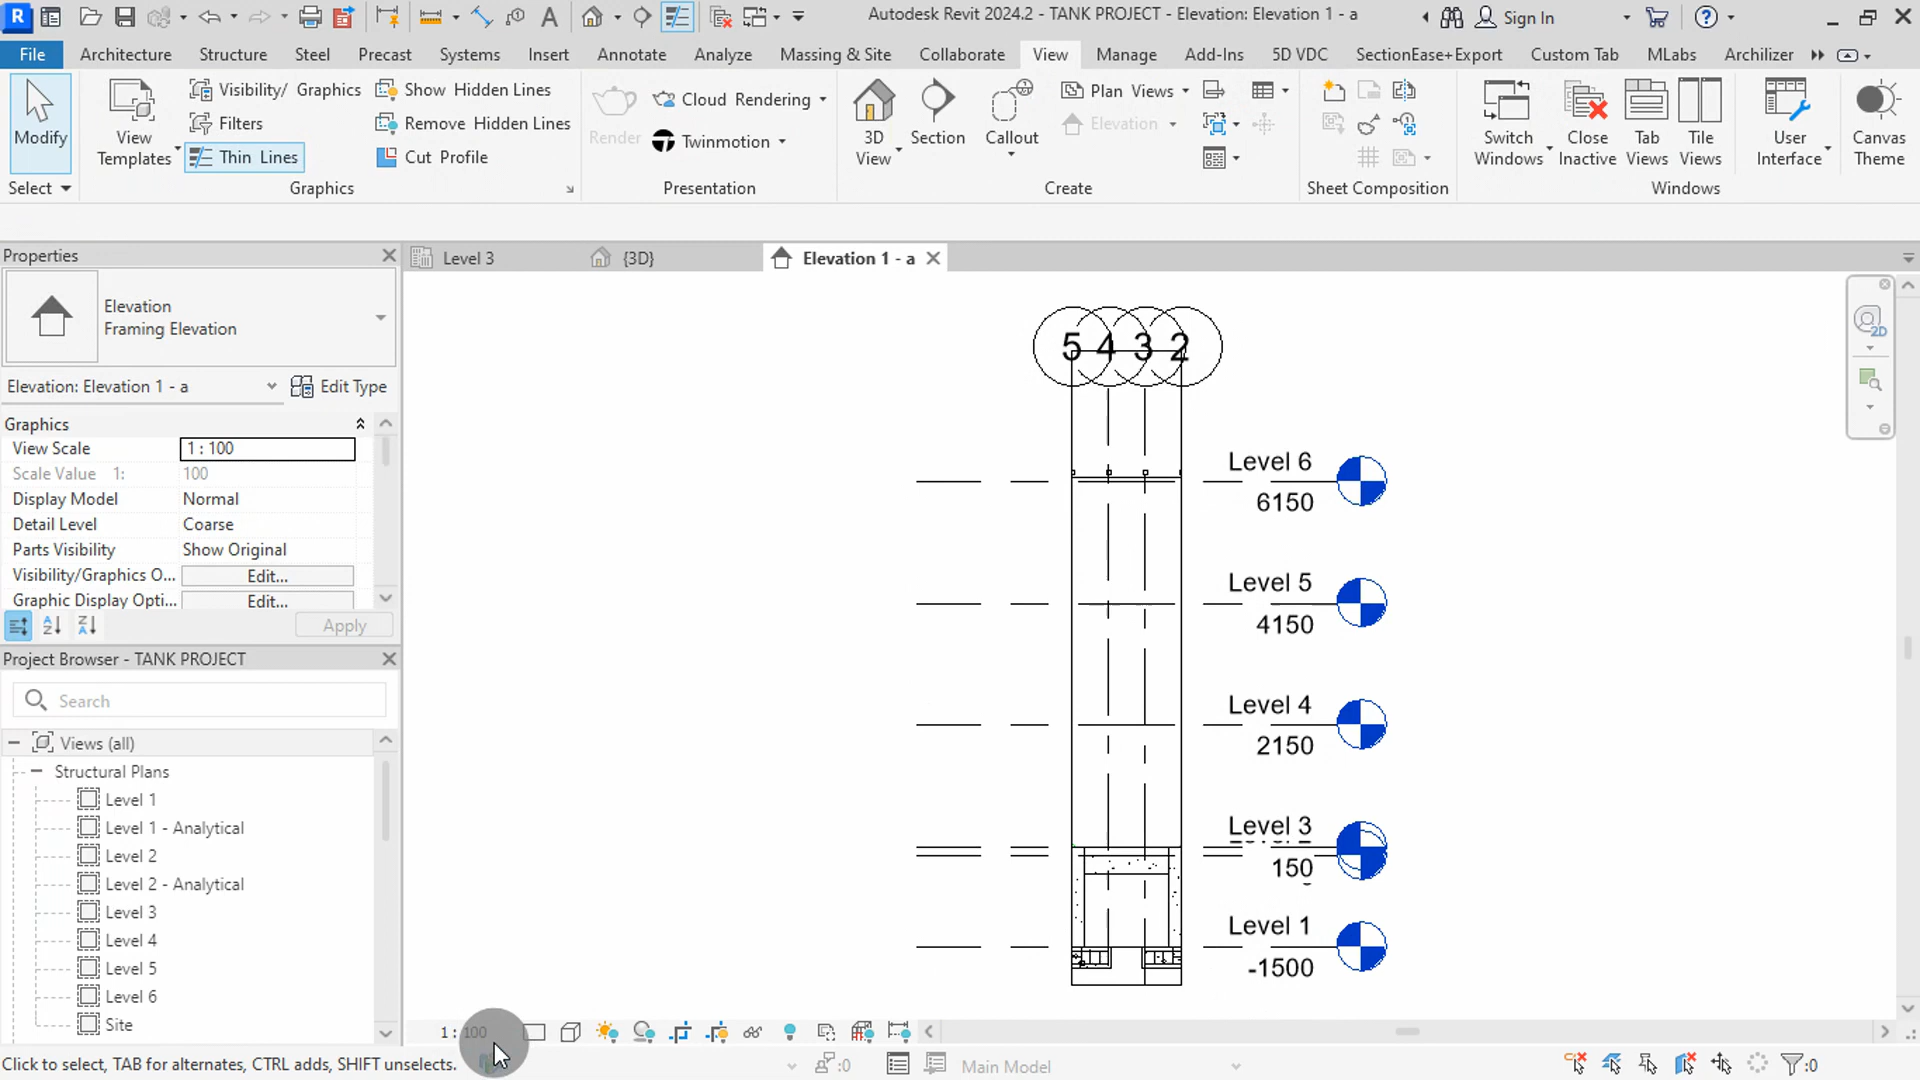 Autodesk Revit 2024.2 - TANK PROJECT - Elevation: Elevation 1 - a
Sign In
File Architecture Structure Steel Precast Systems Insert Annotate Analyze Massing & Site Collaborate View Manage Add-Ins 5D VDC SectionEase+Export Custom Tab MLabs Archilizer
Modify
View
Templates
Visibility/ Graphics
Filters
Thin Lines
Show Hidden Lines
Remove Hidden Lines
Cut Profile
Render
Cloud Rendering
Twinmotion
3D
View
Section
Callout
Plan Views
Elevation
Switch
Windows
Close
Inactive
Tab
Views
Tile
Views
User
Interface
Canvas
Theme
Select
Graphics
Presentation
Create
Sheet Composition
Windows
Properties
Level 3
{3D}
Elevation 1 - a
Elevation
Framing Elevation
Elevation: Elevation 1 - a
Edit Type
Graphics
View Scale 1 : 100
Scale Value 1: 100
Display Model Normal
Detail Level Coarse
Parts Visibility Show Original
Visibility/Graphics O... Edit...
Graphic Display Opti... Edit...
Apply
Project Browser - TANK PROJECT
Search
Views (all)
Structural Plans
Level 1
Level 1 - Analytical
Level 2
Level 2 - Analytical
Level 3
Level 4
Level 5
Level 6
Site
5 4 3 2
Level 6
6150
Level 5
4150
Level 4
2150
Level 3
150
Level 1
-1500
2D
1 : 100
Click to select, TAB for alternates, CTRL adds, SHIFT unselects.
:0
Main Model
:0